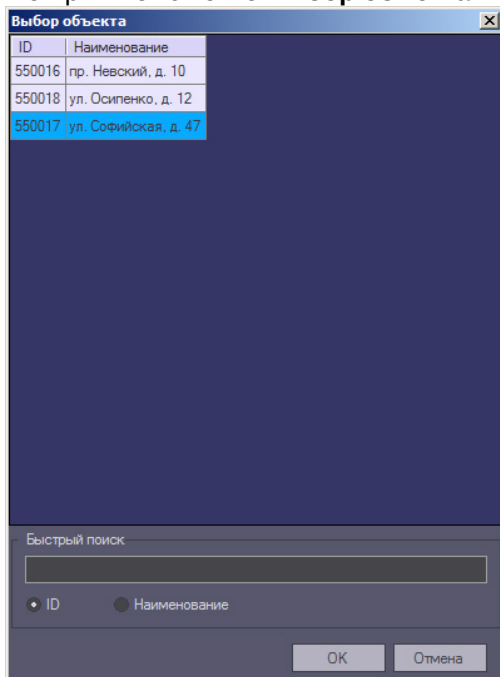 Выбор объекта
ID Наименование
550016 пр. Невский, д. 10
550018 ул. Осипенко, д. 12
550017 ул. Софийская, д. 47
Быстрый поиск
ID Наименование
OK Отмена